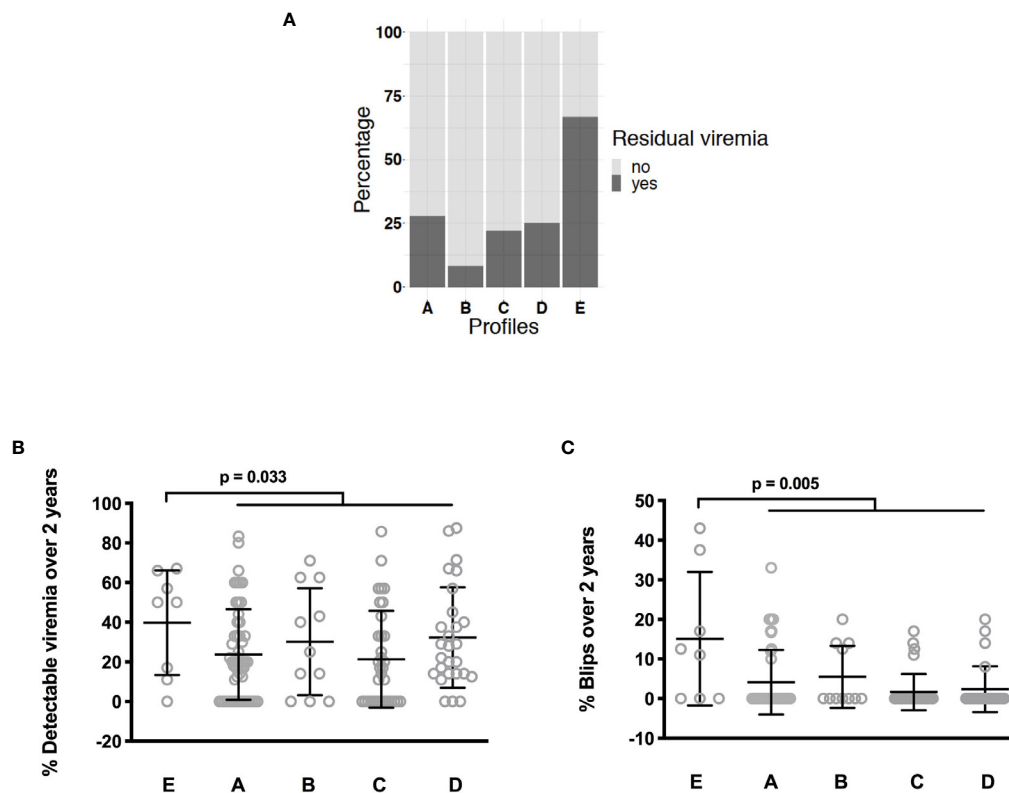 A
Percentage
100
75
50
25
0
A B C D E
Profiles
Residual viremia
no
yes
B
% Detectable viremia over 2 years
p = 0.033
100
80
60
40
20
0
-20
E A B C D
C
% Blips over 2 years
p = 0.005
50
40
30
20
10
0
-10
E A B C D